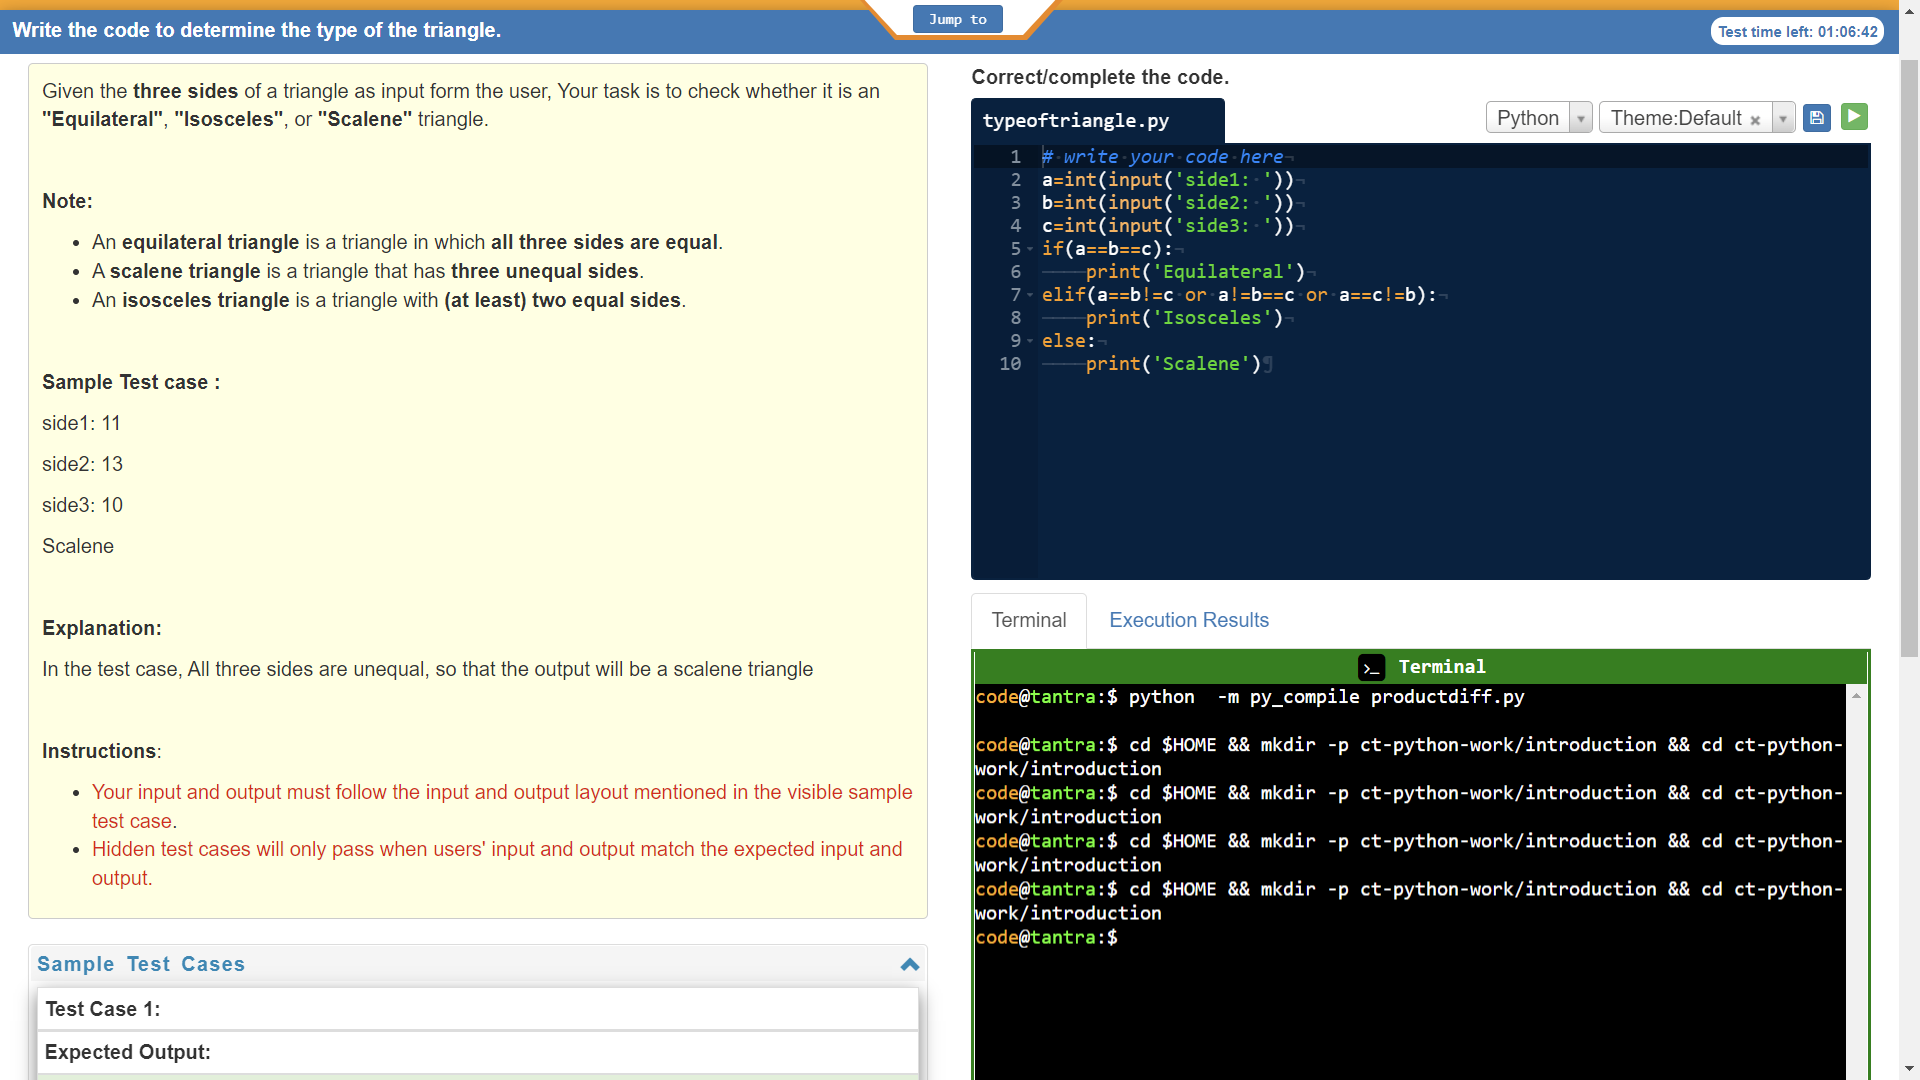 Jump to
Write the code to determine the type of the triangle.
Test time left: 01:06:42
Given the three sides of a triangle as input form the user, Your task is to check whether it is an
"Equilateral", "Isosceles", or "Scalene" triangle.
Note:
• An equilateral triangle is a triangle in which all three sides are equal.
• A scalene triangle is a triangle that has three unequal sides.
• An isosceles triangle is a triangle with (at least) two equal sides.
Sample Test case :
side1: 11
side2: 13
side3: 10
Scalene
Explanation:
In the test case, All three sides are unequal, so that the output will be a scalene triangle
Instructions:
• Your input and output must follow the input and output layout mentioned in the visible sample
test case.
• Hidden test cases will only pass when users' input and output match the expected input and
output.
Sample Test Cases
Test Case 1:
Expected Output:
Correct/complete the code.
typeoftriangle.py
Python
Theme:Default ×
1 # write your code here
2 a=int(input('side1: '))
3 b=int(input('side2: '))
4 c=int(input('side3: '))
5 if(a==b==c):
6 print('Equilateral')
7 elif(a==b!=c or a!=b==c or a==c!=b):
8 print('Isosceles')
9 else:
10 print('Scalene')
Terminal
Execution Results
>_ Terminal
code@tantra:$ python  -m py_compile productdiff.py
code@tantra:$ cd $HOME && mkdir -p ct-python-work/introduction && cd ct-python-
work/introduction
code@tantra:$ cd $HOME && mkdir -p ct-python-work/introduction && cd ct-python-
work/introduction
code@tantra:$ cd $HOME && mkdir -p ct-python-work/introduction && cd ct-python-
work/introduction
code@tantra:$ cd $HOME && mkdir -p ct-python-work/introduction && cd ct-python-
work/introduction
code@tantra:$